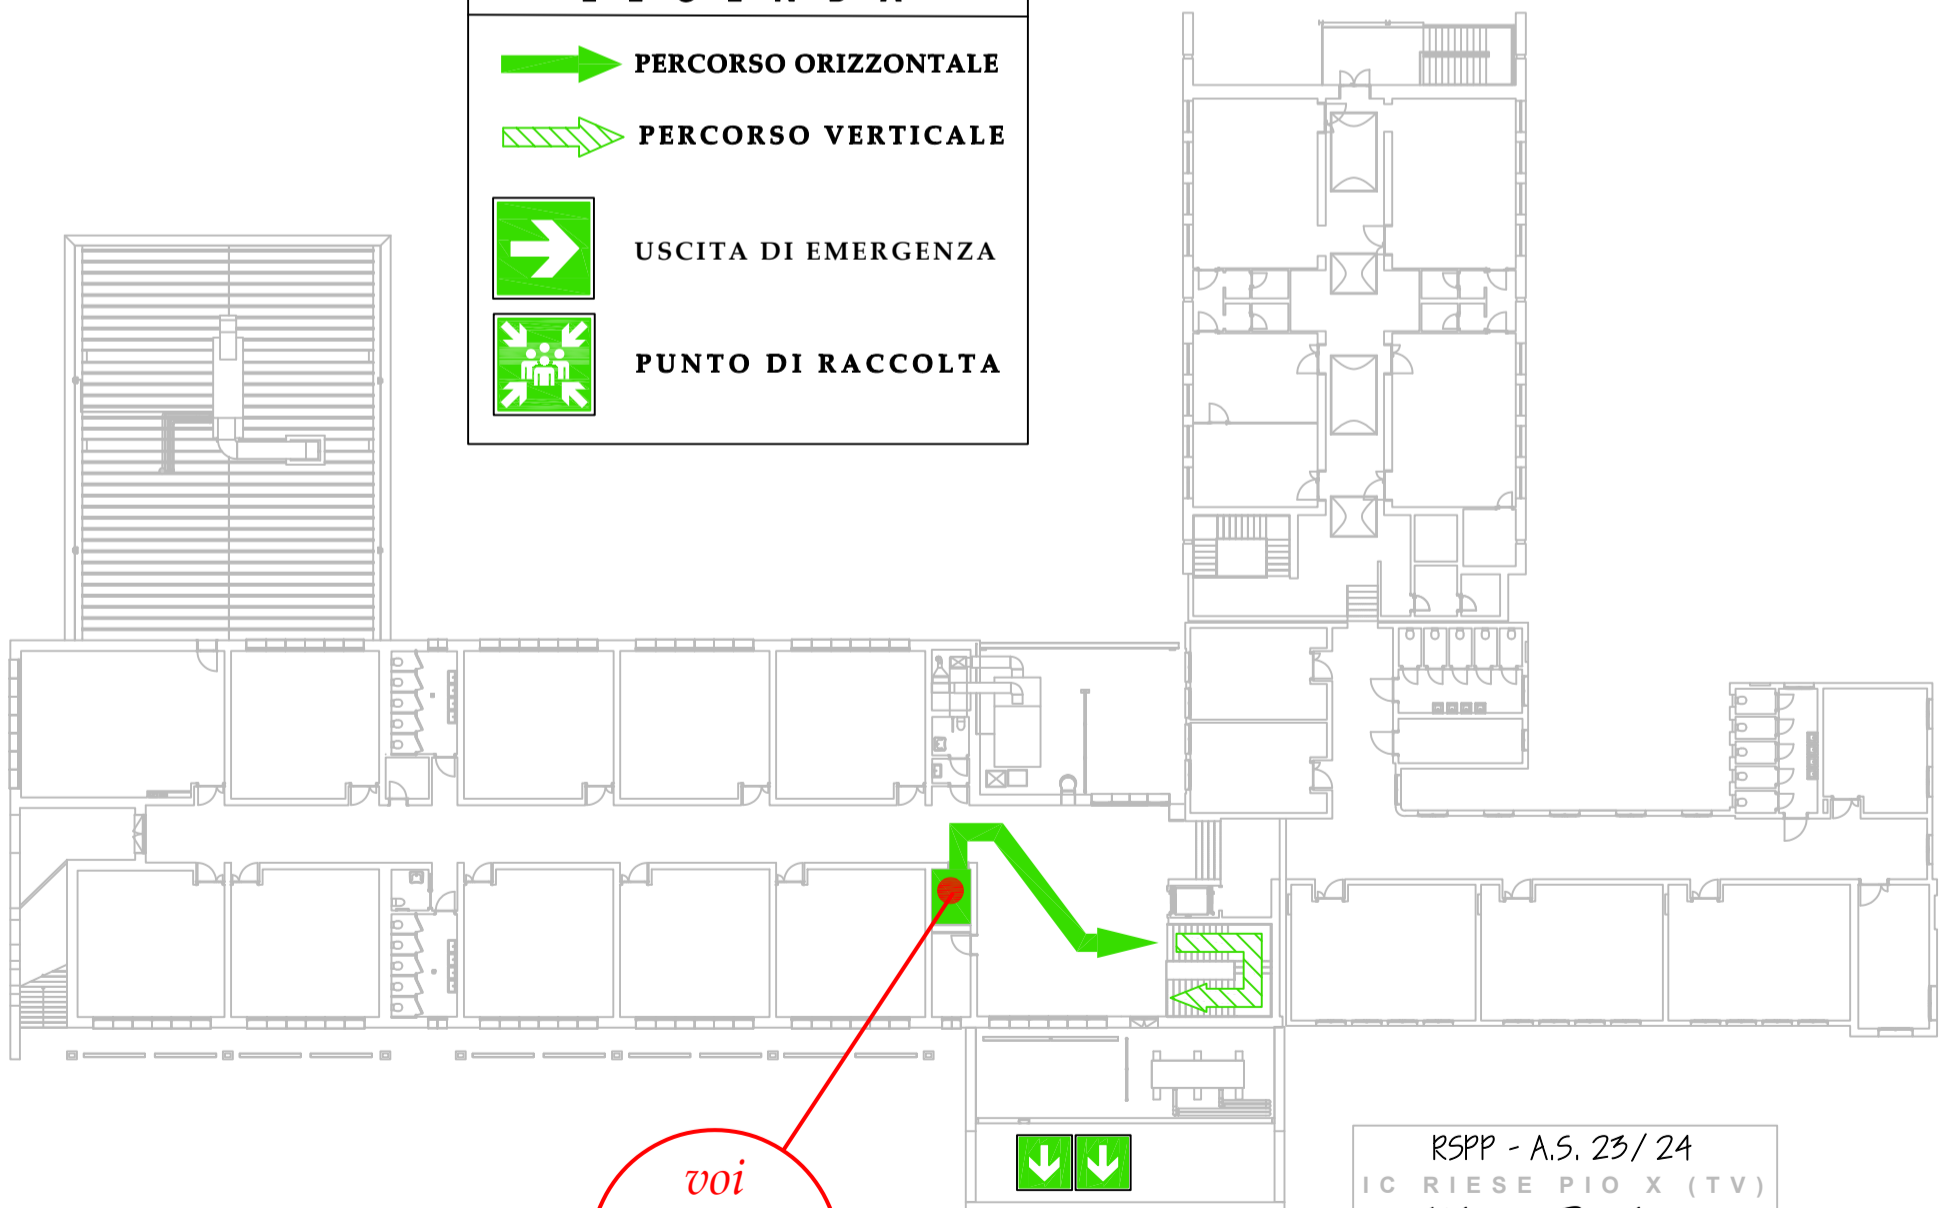 PERCORSO ORIZZONTALE
PERCORSO VERTICALE
USCITA DI EMERGENZA
PUNTO DI RACCOLTA
voi
RSPP - A.S. 23/24
IC RIESE PIO X (TV)